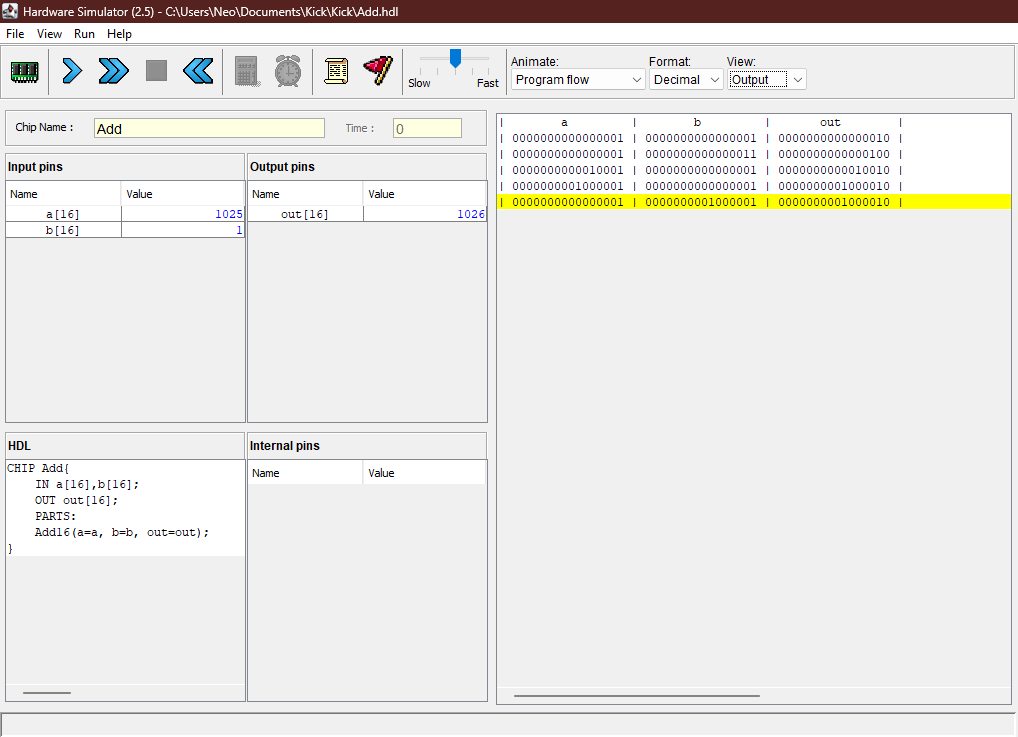 Hardware Simulator (2.5) - C:\Users\Neo\Documents\Kick\Kick\Add.hdl
File View Run Help
Slow Fast
Animate: Format: View:
Program flow Decimal Output
Chip Name : Add Time : 0
Input pins
Name Value
a[16] 1025
b[16] 1
Output pins
Name Value
out[16] 1026
HDL
CHIP Add{
IN a[16],b[16];
OUT out[16];
PARTS:
Add16(a=a, b=b, out=out);
}
Internal pins
Name Value
| a | b | out |
| 0000000000000001 | 0000000000000001 | 0000000000000010 |
| 0000000000000001 | 0000000000000011 | 0000000000000100 |
| 0000000000010001 | 0000000000000001 | 0000000000010010 |
| 0000000001000001 | 0000000000000001 | 0000000001000010 |
| 0000000000000001 | 0000000001000001 | 0000000001000010 |